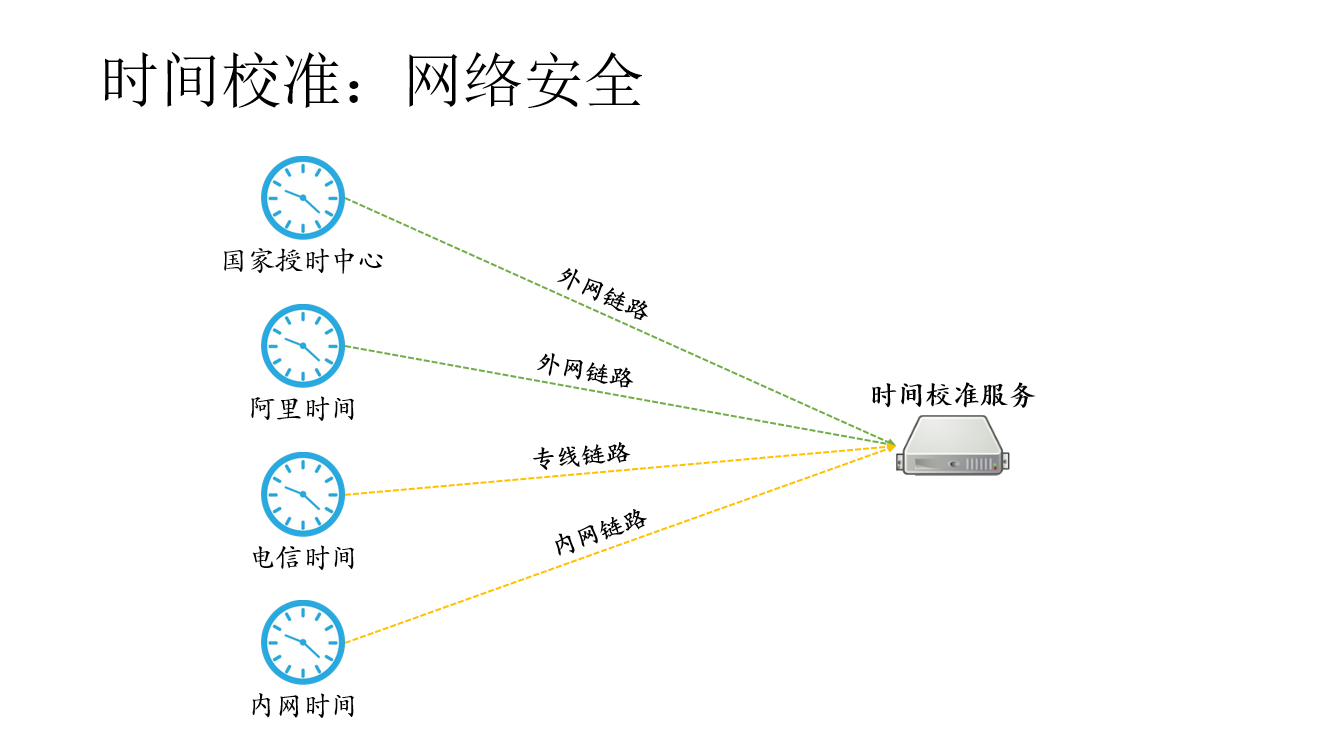 时间校准：网络安全
国家授时中心
外网链路
阿里时间
外网链路
时间校准服务
电信时间
专线链路
内网时间
内网链路